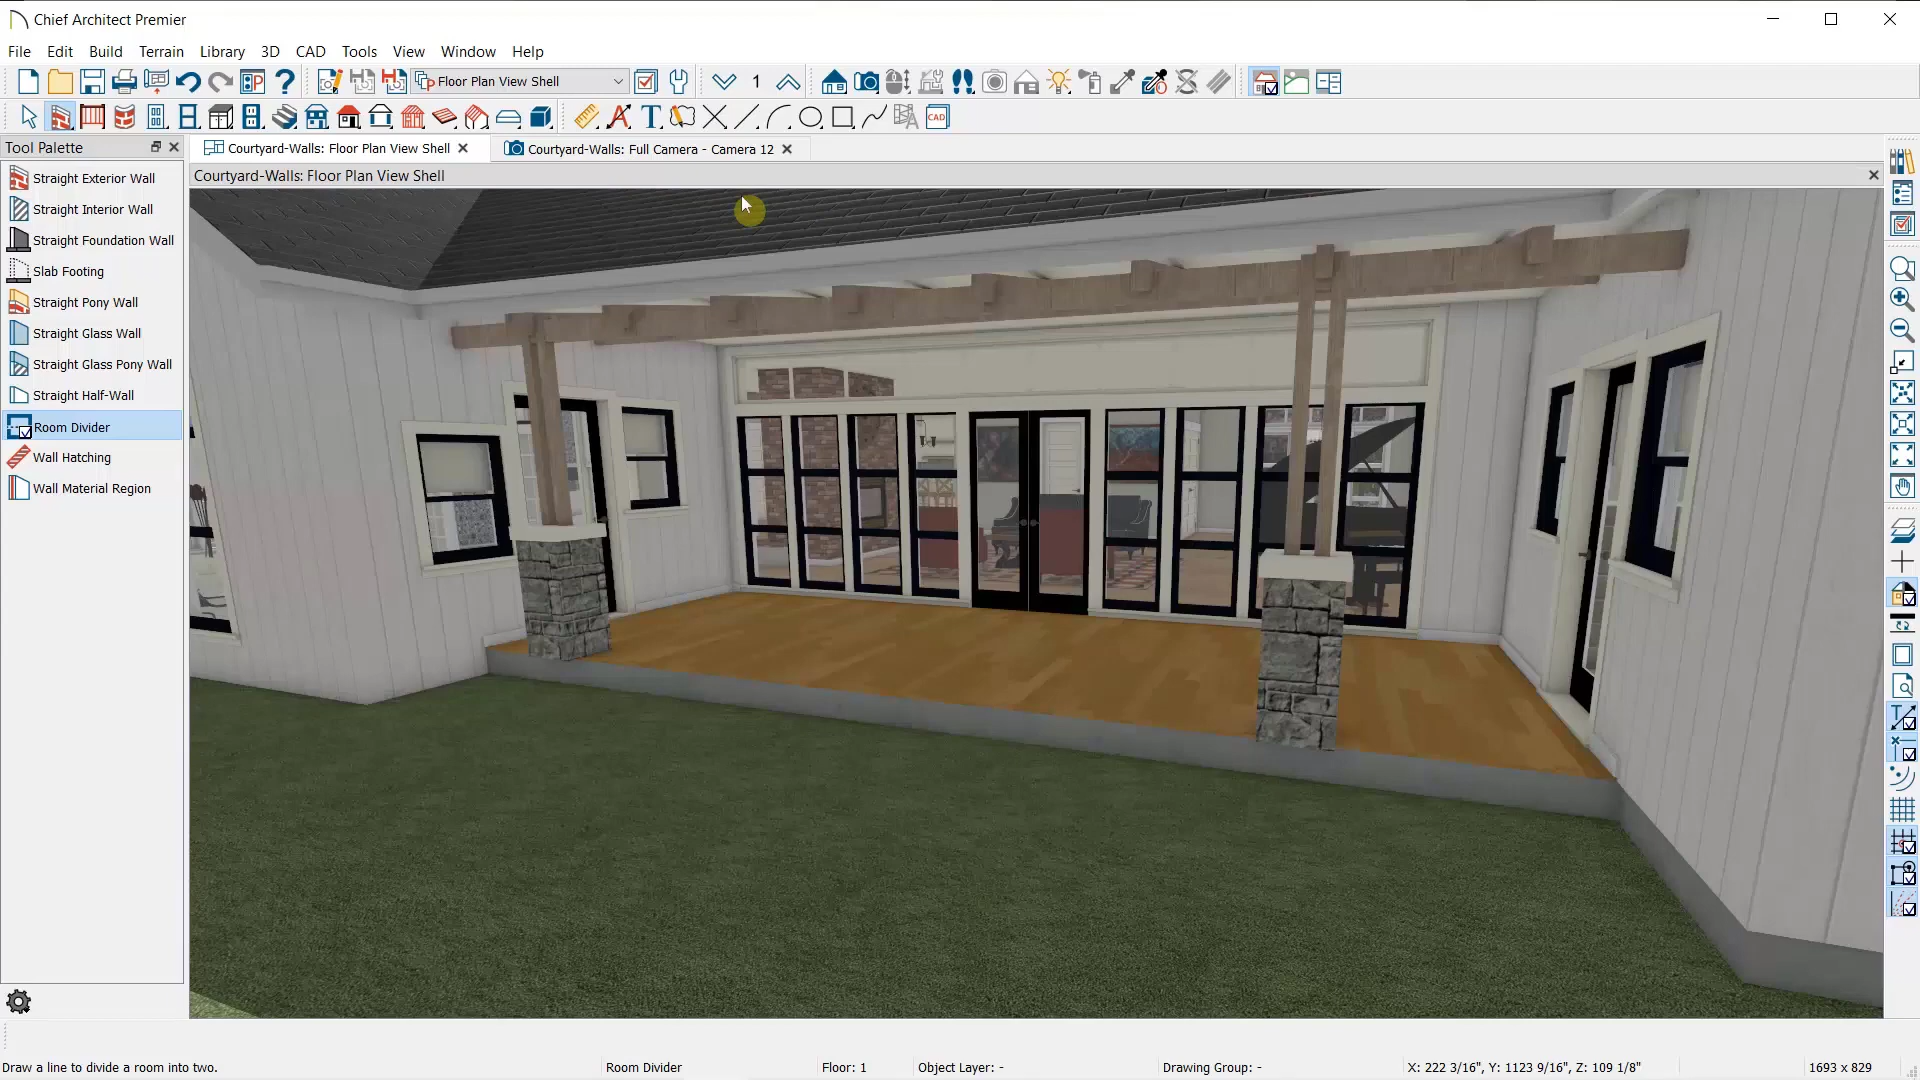 Chief Architect Premier
File Edit Build Terrain Library 3D CAD Tools View Window Help
Floor Plan View Shell
1
CAD
Tool Palette
Courtyard-Walls: Floor Plan View Shell
Courtyard-Walls: Full Camera - Camera 12
Courtyard-Walls: Floor Plan View Shell
Straight Exterior Wall
Straight Interior Wall
Straight Foundation Wall
Slab Footing
Straight Pony Wall
Straight Glass Wall
Straight Glass Pony Wall
Straight Half-Wall
Room Divider
Wall Hatching
Wall Material Region
Draw a line to divide a room into two.
Room Divider
Floor: 1
Object Layer: -
Drawing Group: -
X: 222 3/16", Y: 1123 9/16", Z: 109 1/8"
1693 x 829